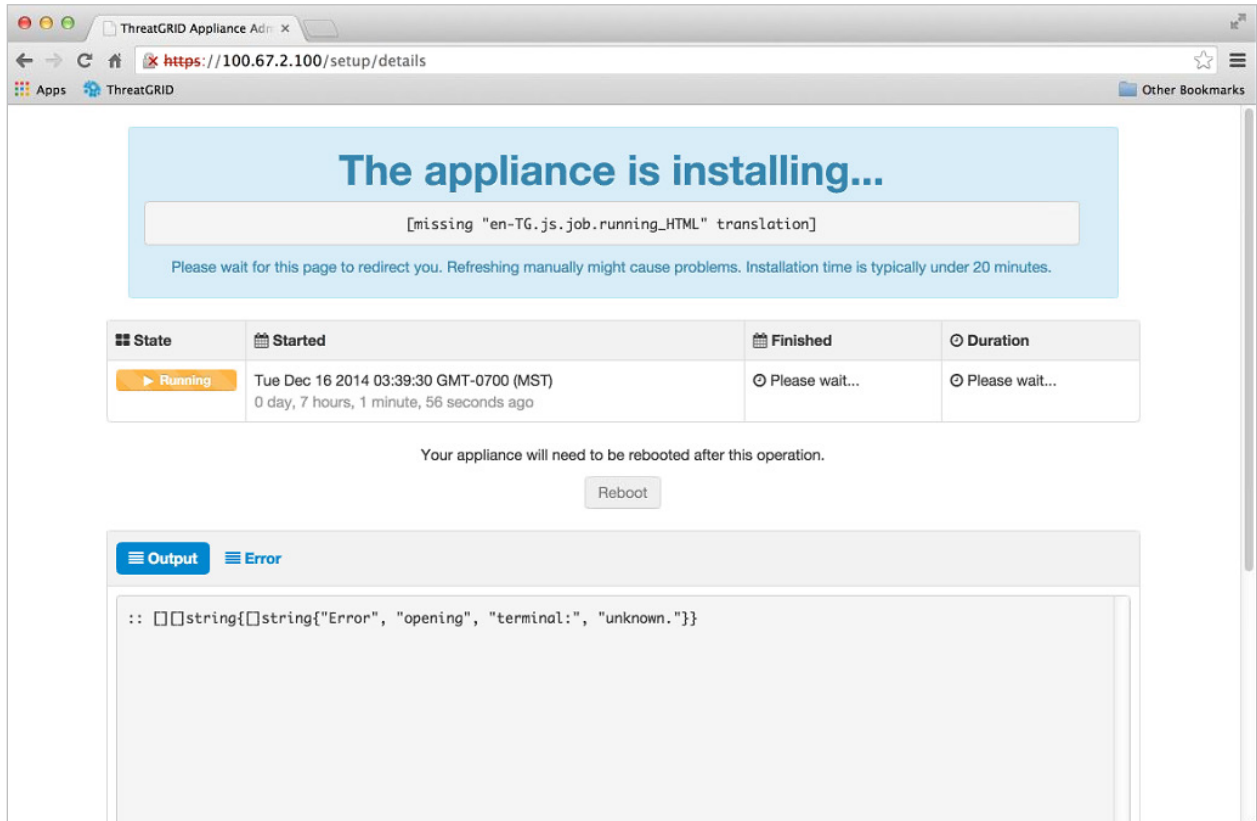 ThreatGRID Appliance Adm
https://100.67.2.100/setup/details
Apps ThreatGRID Other Bookmarks
The appliance is installing...
[missing "en-TG.js.job.running_HTML" translation]
Please wait for this page to redirect you. Refreshing manually might cause problems. Installation time is typically under 20 minutes.
State Started Finished Duration
Running Tue Dec 16 2014 03:39:30 GMT-0700 (MST) Please wait... Please wait...
0 day, 7 hours, 1 minute, 56 seconds ago
Your appliance will need to be rebooted after this operation.
Reboot
Output Error
:: [][]string{[]string{"Error", "opening", "terminal:", "unknown."}}